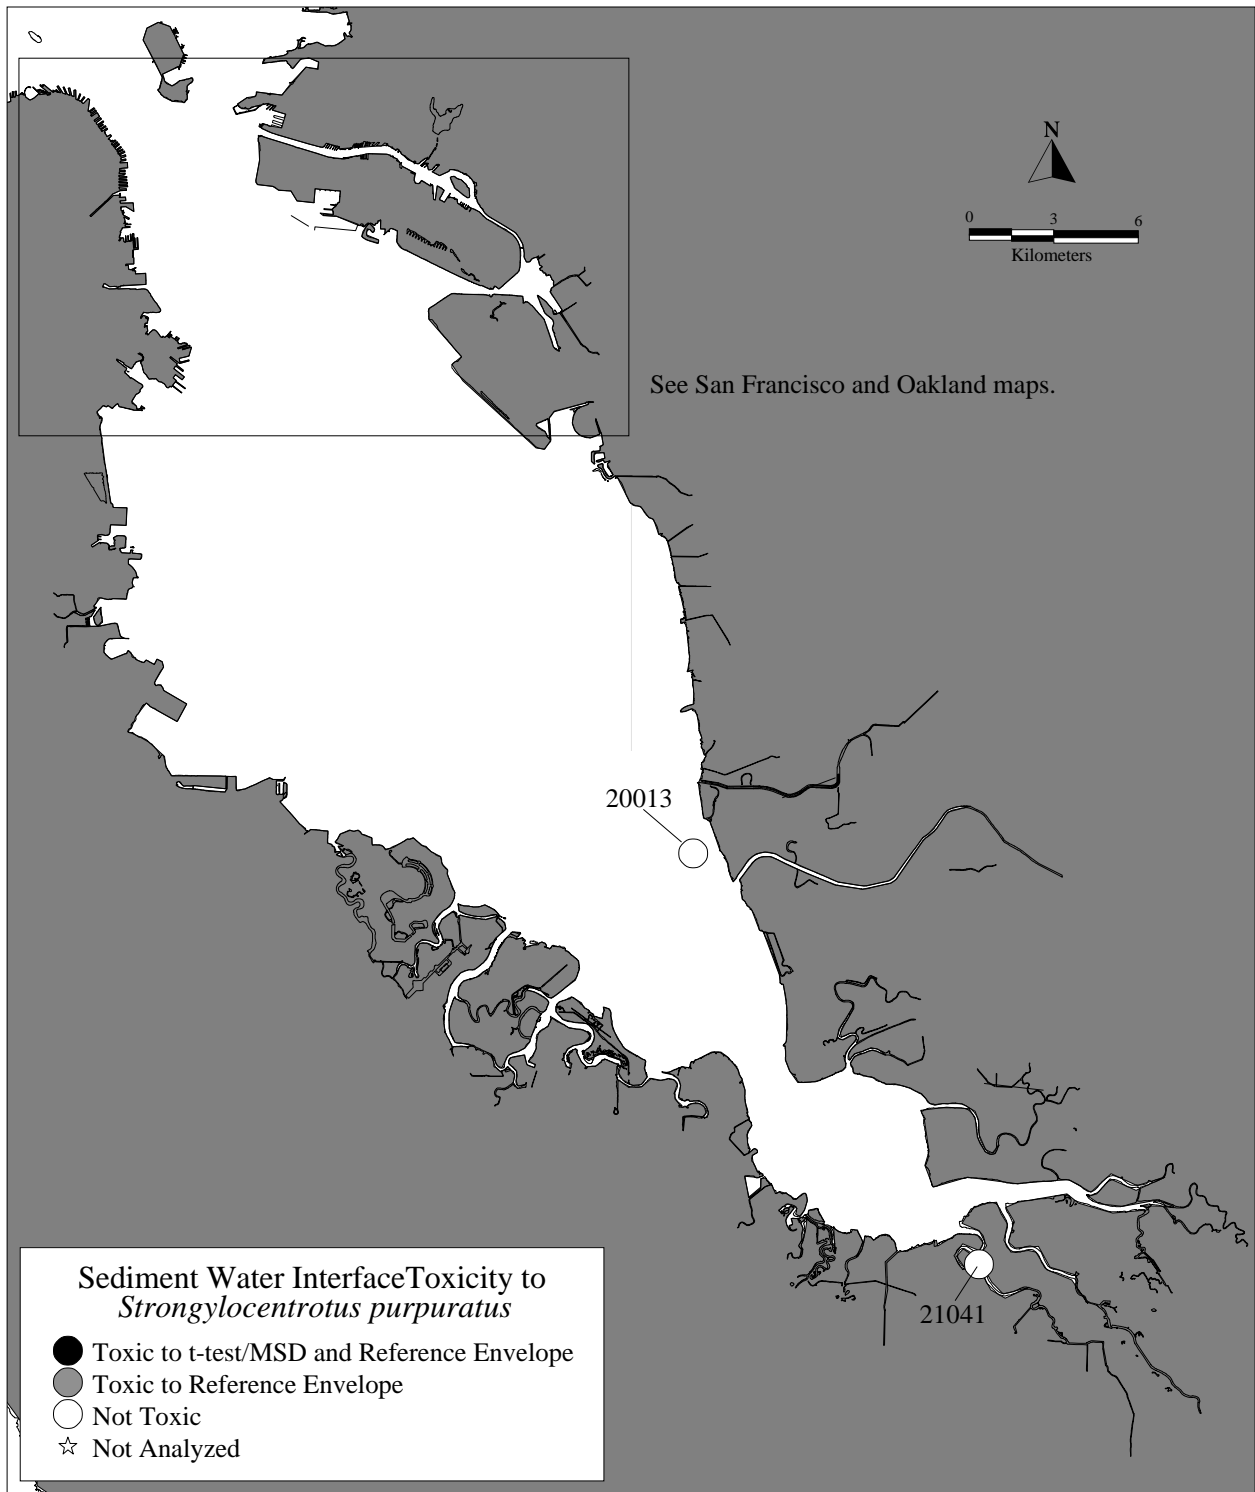 N
0 3 6
Kilometers
See San Francisco and Oakland maps.
20013
21041
Sediment Water InterfaceToxicity to
Strongylocentrotus purpuratus
Toxic to t-test/MSD and Reference Envelope
Toxic to Reference Envelope
Not Toxic
Not Analyzed